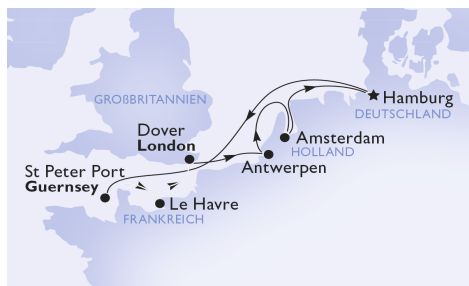 GROßBRITANNIEN
Hamburg
DEUTSCHLAND
Dover
London
Amsterdam
HOLLAND
Antwerpen
St Peter Port
Guernsey
Le Havre
FRANKREICH